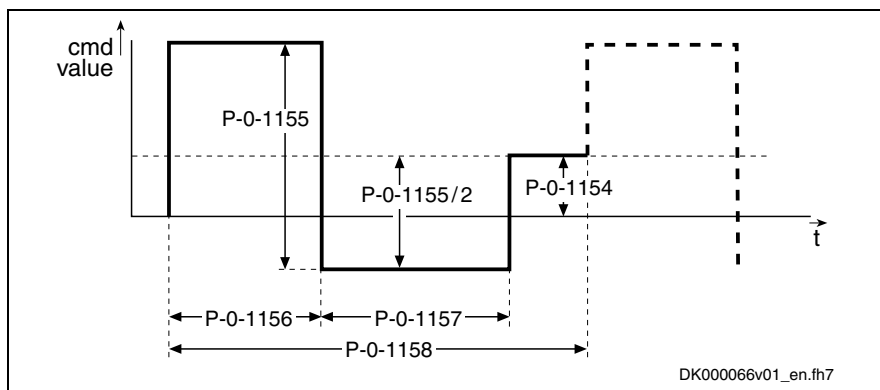 cmd
value
P-0-1155
P-0-1155/2
P-0-1154
t
P-0-1156
P-0-1157
P-0-1158
DK000066v01_en.fh7